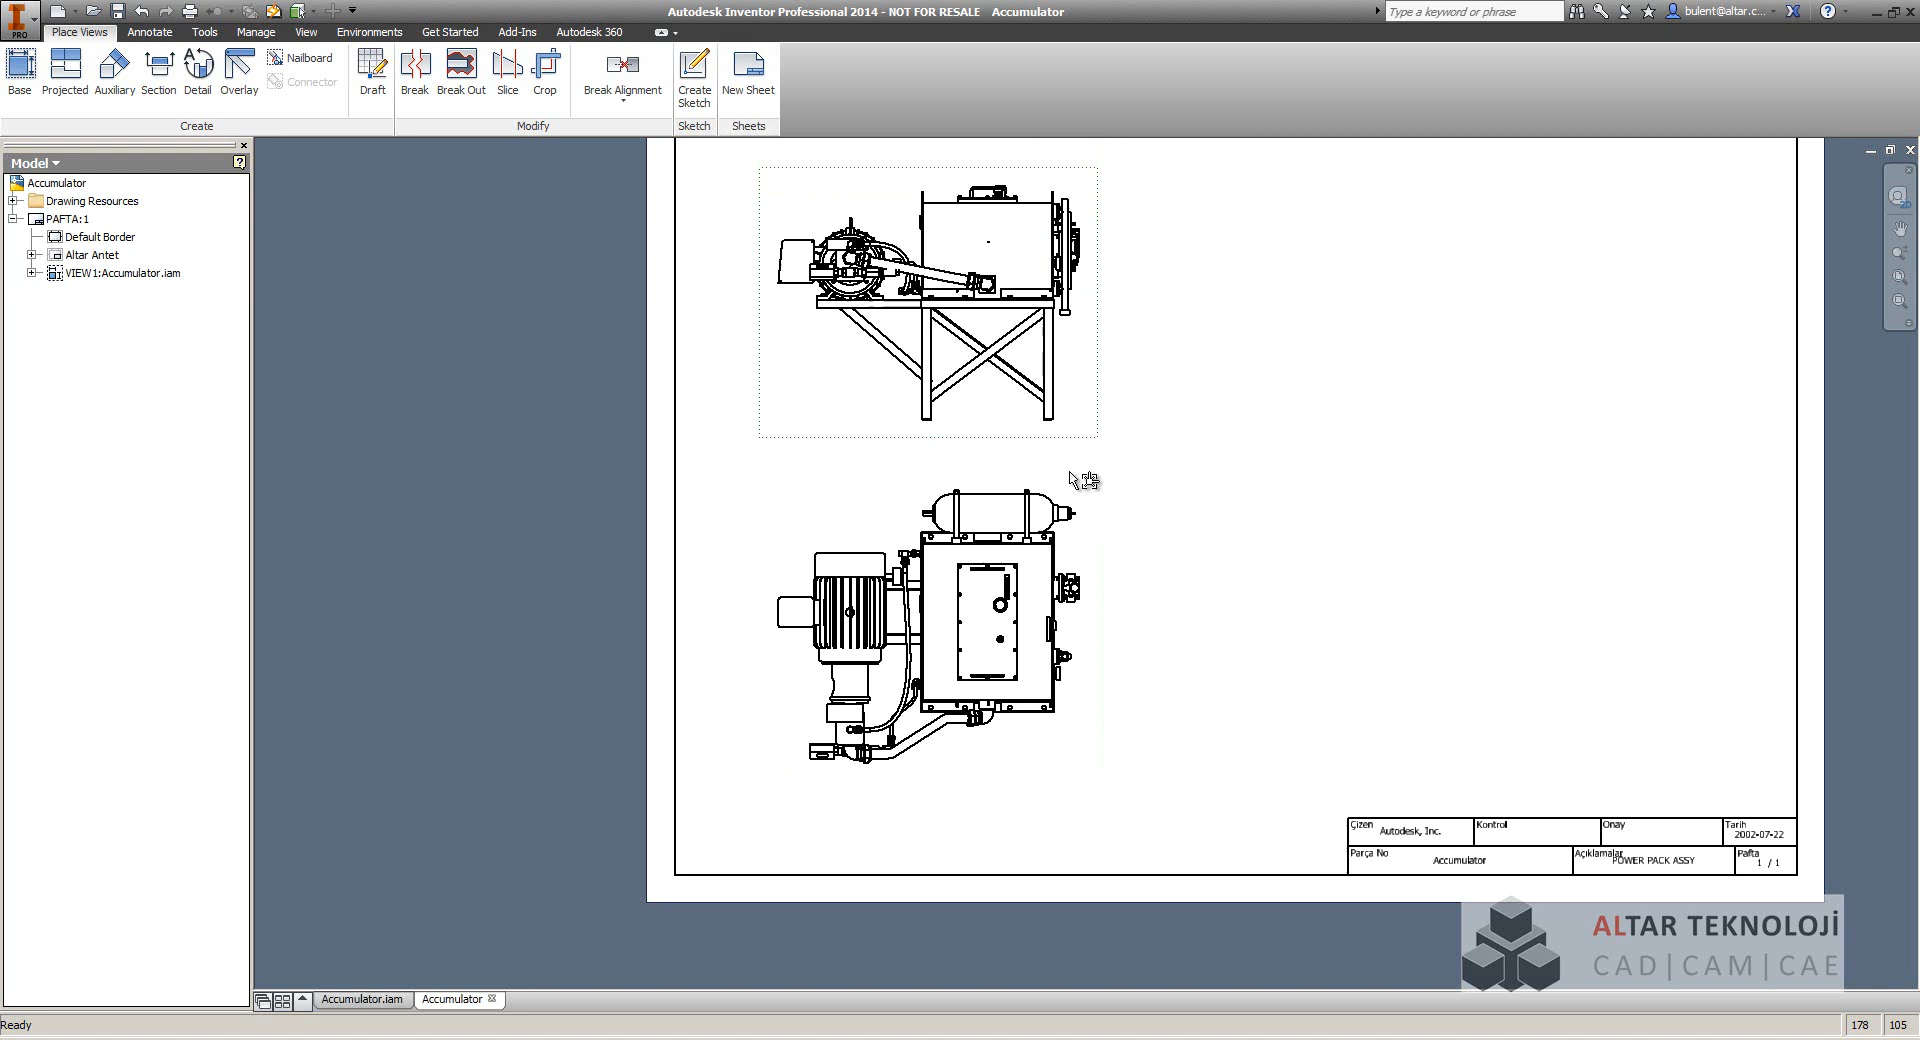 Autodesk Inventor Professional 2014 - NOT FOR RESALE Accumulator
Type a keyword or phrase
bulent@altar.c...
PRO
Place Views Annotate Tools Manage View Environments Get Started Add-Ins Autodesk 360
Base Projected Auxiliary Section Detail Overlay
Nailboard
Connector
Draft Break Break Out Slice Crop Break Alignment
Create Sketch
New Sheet
Create Modify Sketch Sheets
Model
Accumulator
Drawing Resources
PAFTA:1
Default Border
Altar Antet
VIEW1:Accumulator.iam
2D
Çizen Autodesk, Inc. Kontrol Onay Tarih
2002-07-22
Parça No Accumulator Açıklamalar POWER PACK ASSY Pafta
1 / 1
ALTAR TEKNOLOJİ
CAD|CAM|CAE
Accumulator.iam Accumulator
Ready 178 105